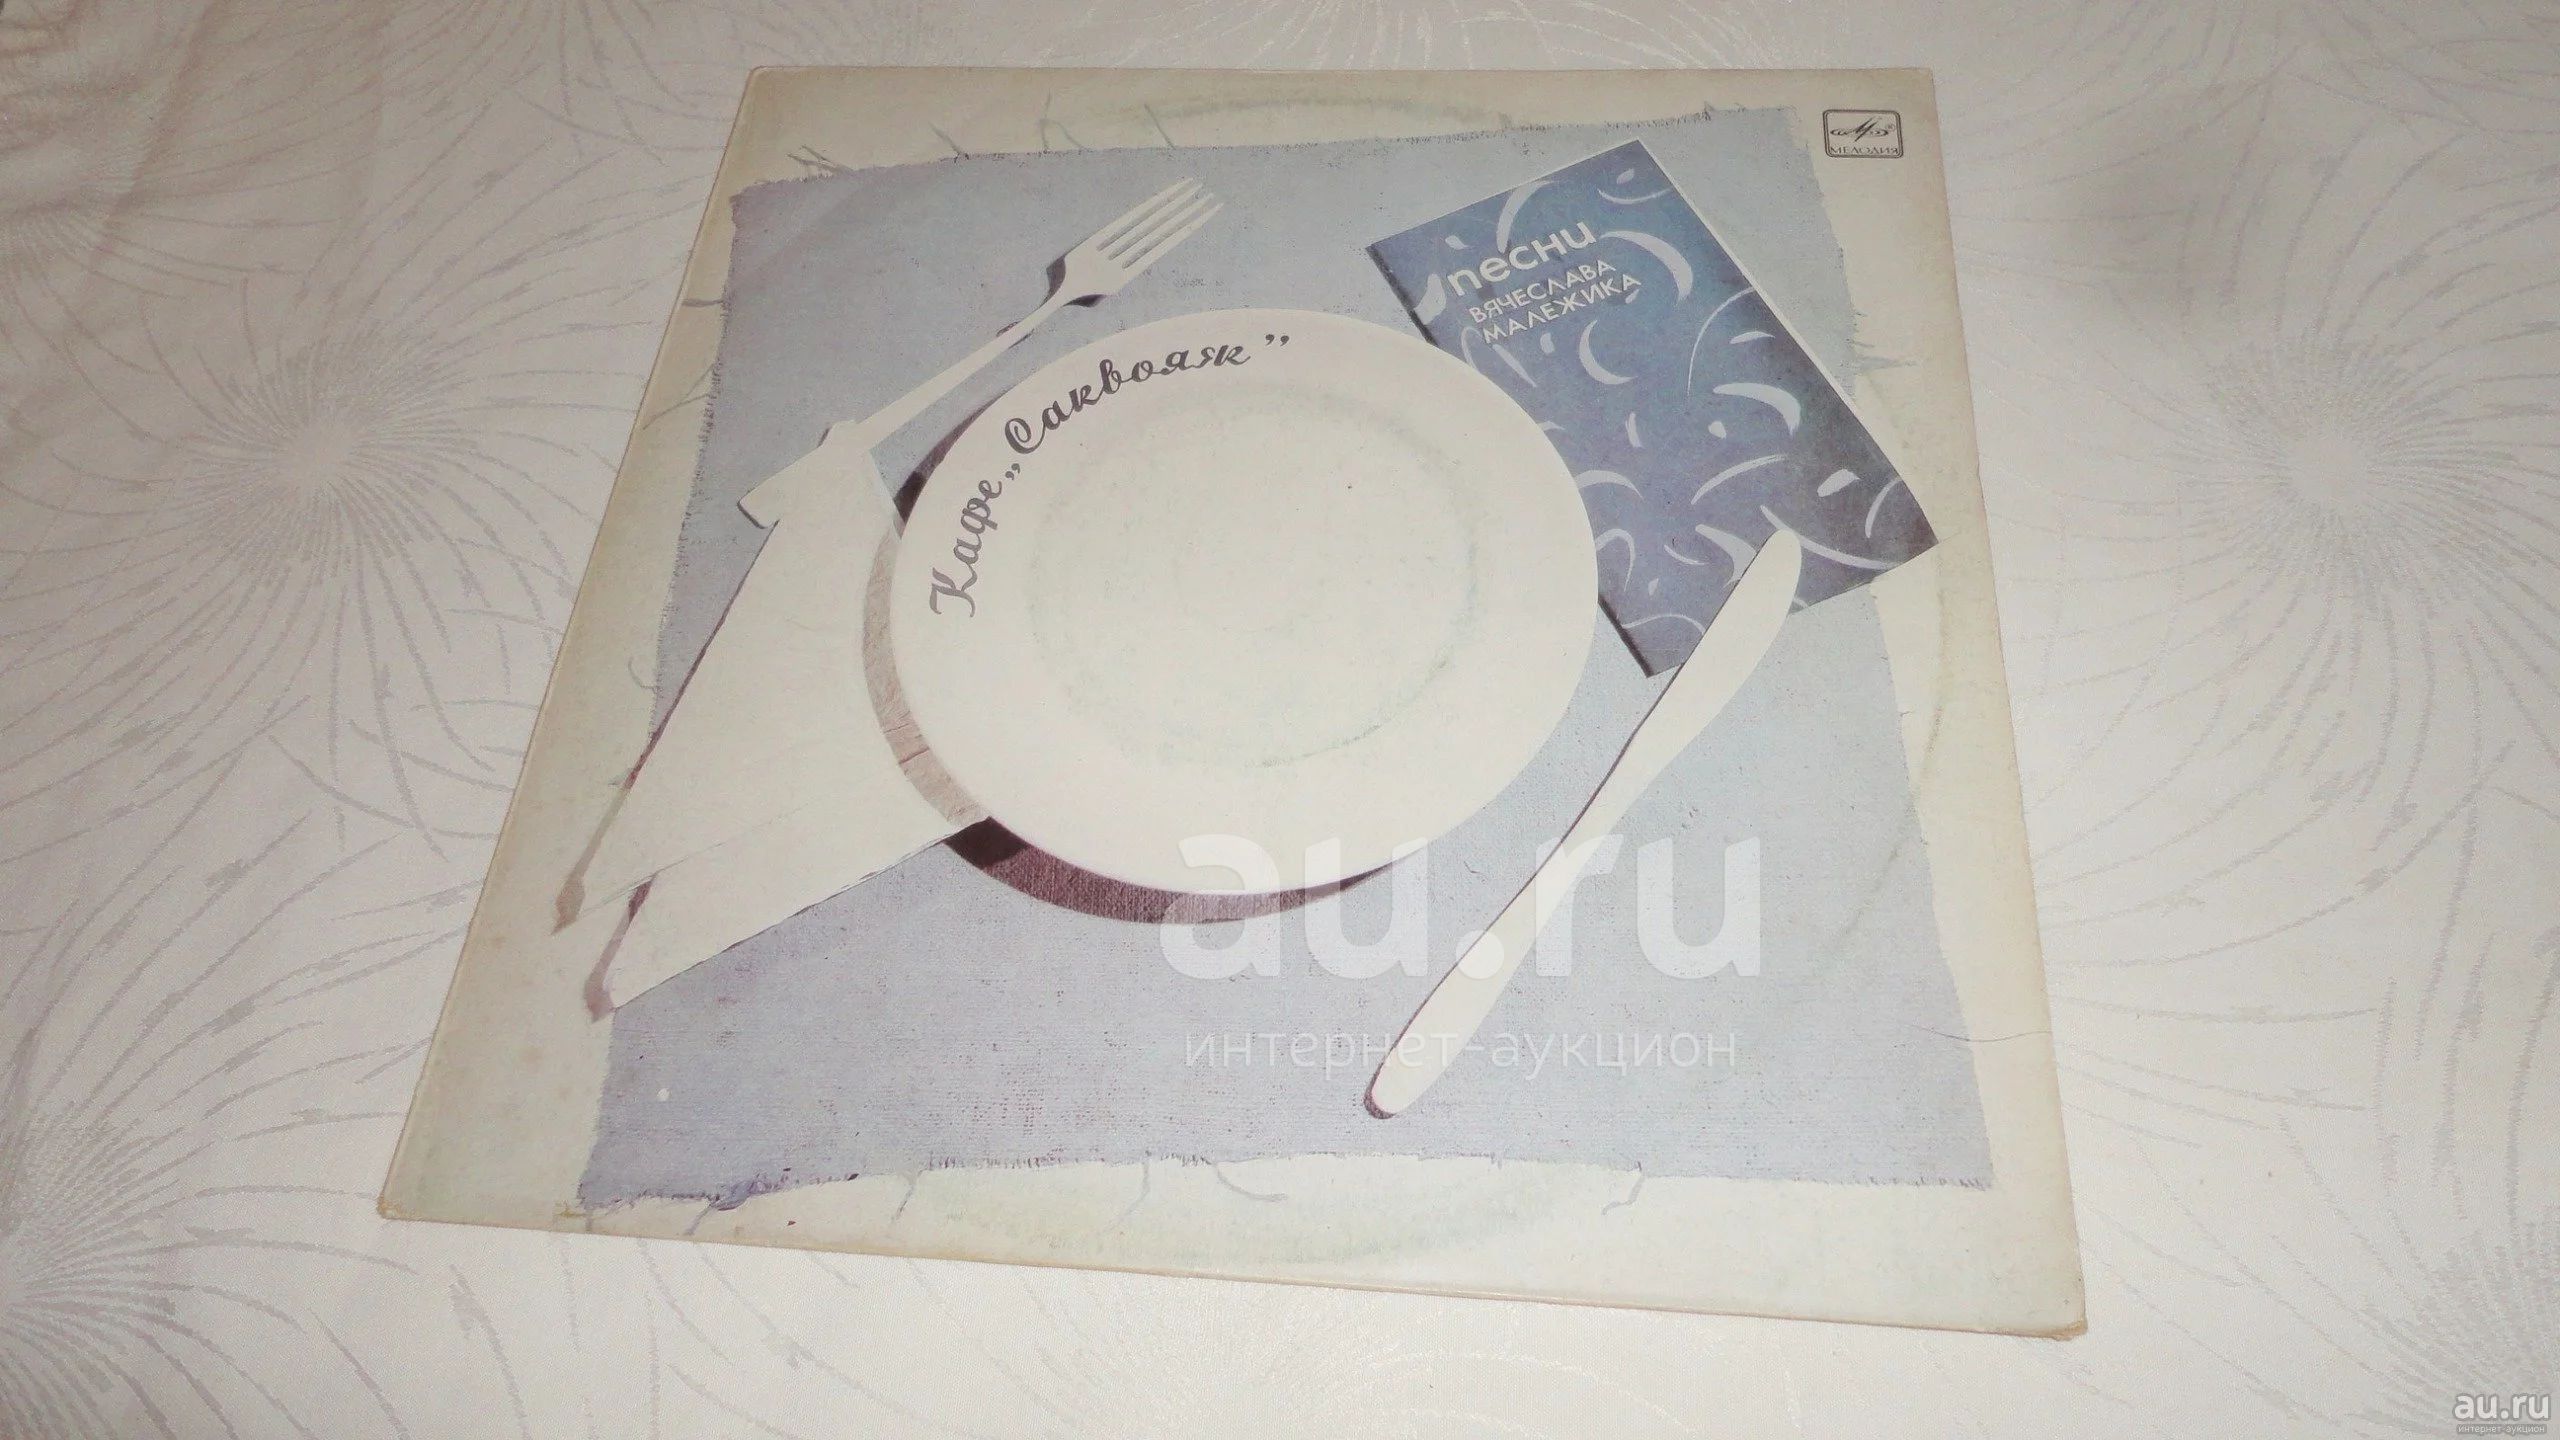 МЕЛОДИЯ
песни
ВЯЧЕСЛАВА
МАЛЕЖИКА
Кафе „Саквояж”
au.ru
интернет-аукцион
au.ru
интернет-аукцион